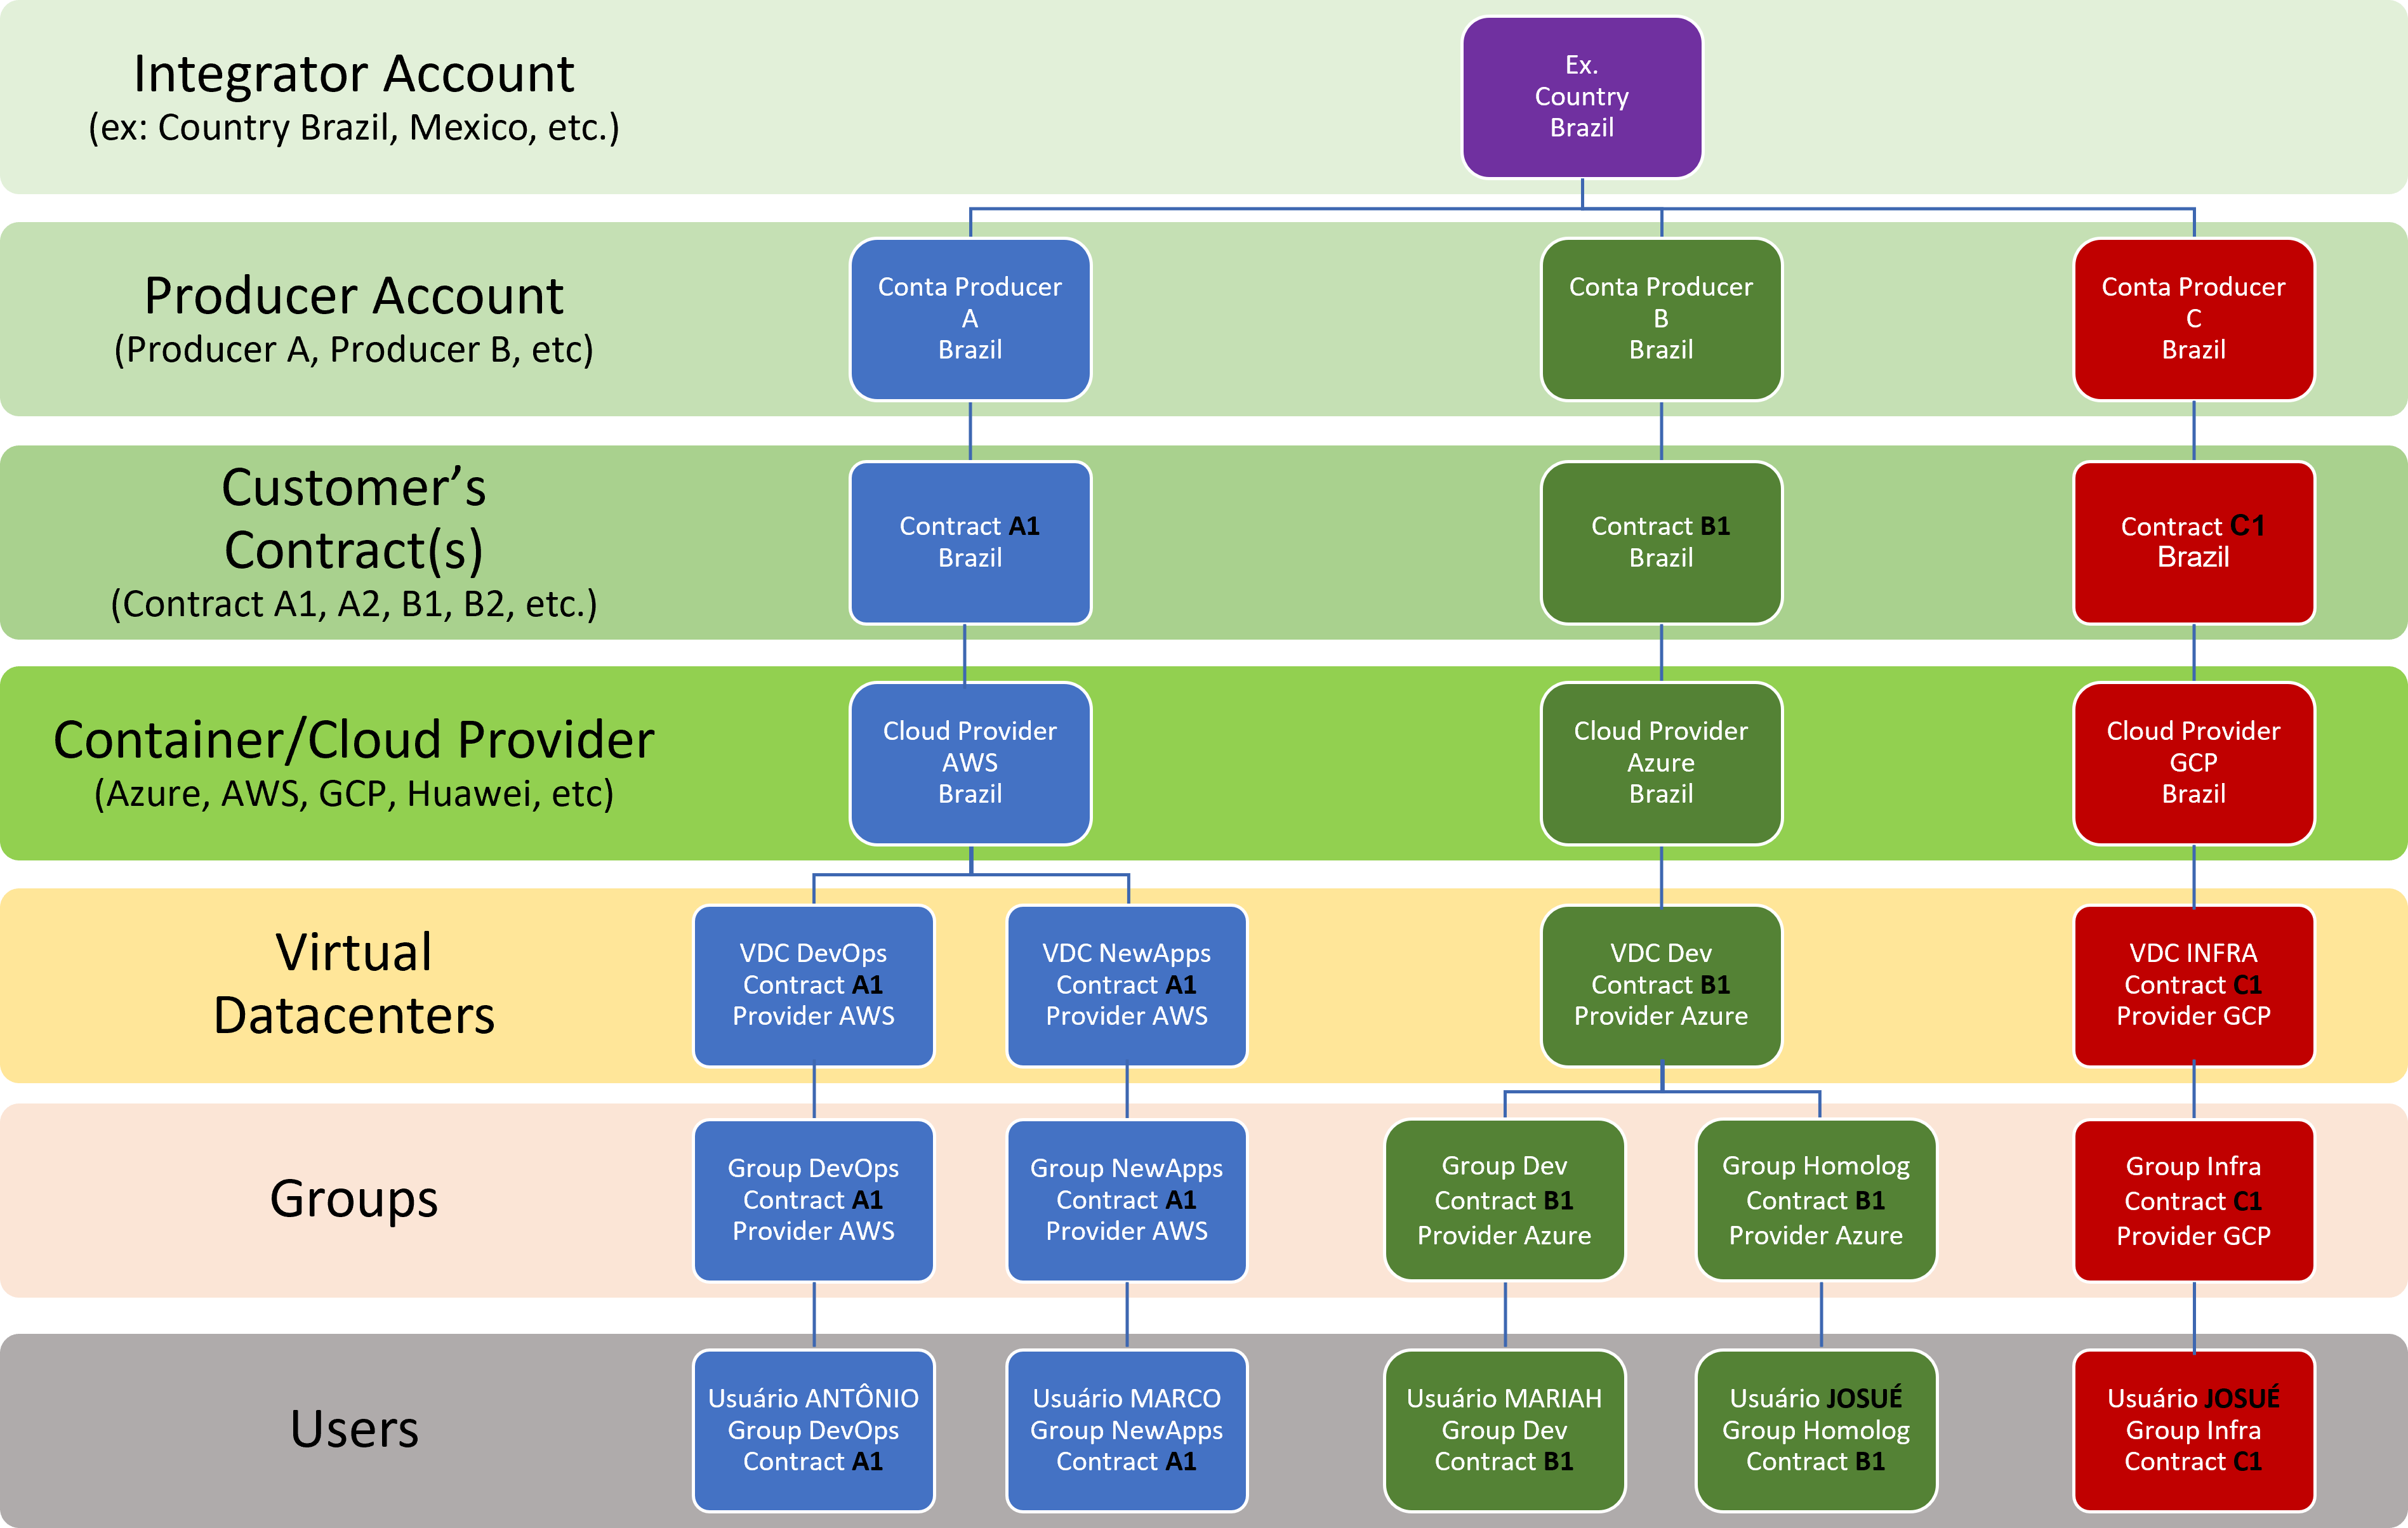 Integrator Account
(ex: Country Brazil, Mexico, etc.)
Ex.
Country
Brazil
Producer Account
(Producer A, Producer B, etc)
Conta Producer
A
Brazil
Conta Producer
B
Brazil
Conta Producer
C
Brazil
Customer’s
Contract(s)
(Contract A1, A2, B1, B2, etc.)
Contract A1
Brazil
Contract B1
Brazil
Contract C1
Brazil
Container/Cloud Provider
(Azure, AWS, GCP, Huawei, etc)
Cloud Provider
AWS
Brazil
Cloud Provider
Azure
Brazil
Cloud Provider
GCP
Brazil
Virtual
Datacenters
VDC DevOps
Contract A1
Provider AWS
VDC NewApps
Contract A1
Provider AWS
VDC Dev
Contract B1
Provider Azure
VDC INFRA
Contract C1
Provider GCP
Groups
Group DevOps
Contract A1
Provider AWS
Group NewApps
Contract A1
Provider AWS
Group Dev
Contract B1
Provider Azure
Group Homolog
Contract B1
Provider Azure
Group Infra
Contract C1
Provider GCP
Users
Usuário ANTÔNIO
Group DevOps
Contract A1
Usuário MARCO
Group NewApps
Contract A1
Usuário MARIAH
Group Dev
Contract B1
Usuário JOSUÉ
Group Homolog
Contract B1
Usuário JOSUÉ
Group Infra
Contract C1